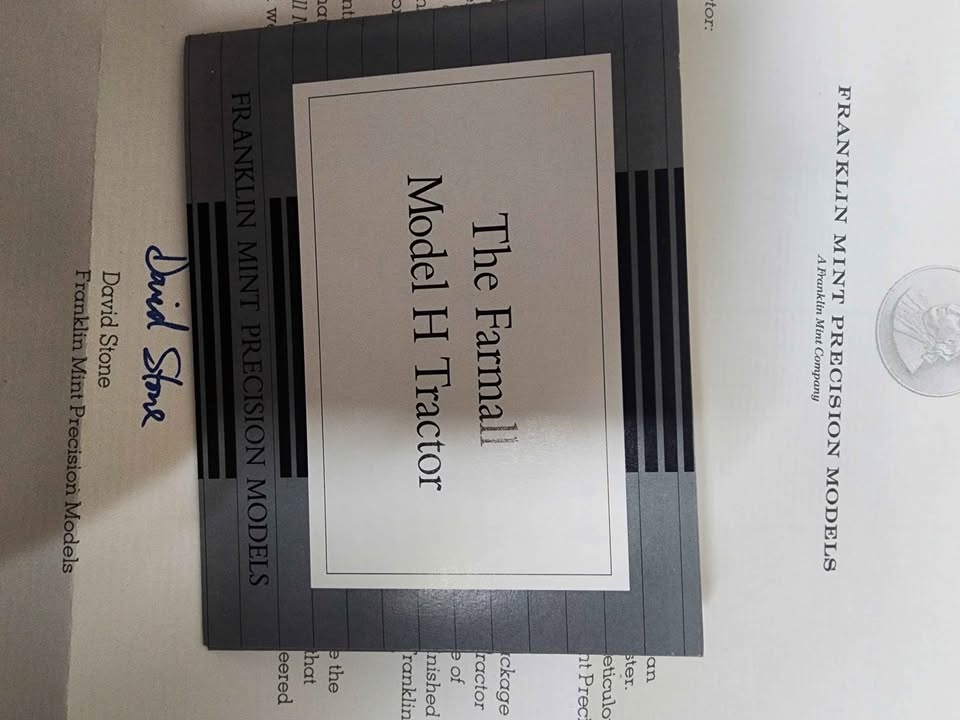 FRANKLIN MINT PRECISION MODELS
A Franklin Mint Company
The Farmall
Model H Tractor
FRANKLIN MINT PRECISION MODELS
David Stone
David Stone
Franklin Mint Precision Models